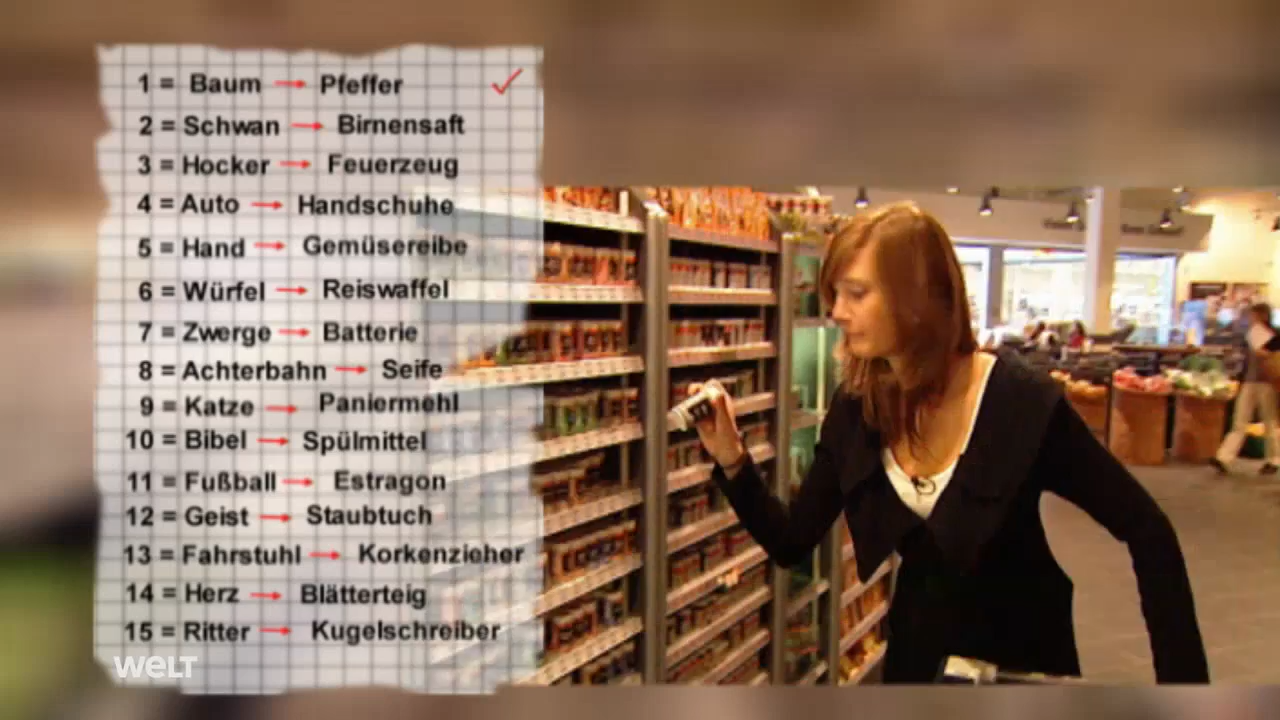 1 = Baum → Pfeffer ✓
2 = Schwan → Birnensaft
3 = Hocker → Feuerzeug
4 = Auto → Handschuhe
5 = Hand → Gemüsereibe
6 = Würfel → Reiswaffel
7 = Zwerge → Batterie
8 = Achterbahn → Seife
9 = Katze → Paniermehl
10 = Bibel → Spülmittel
11 = Fußball → Estragon
12 = Geist → Staubtuch
13 = Fahrstuhl → Korkenzieher
14 = Herz → Blätterteig
15 = Ritter → Kugelschreiber
WELT